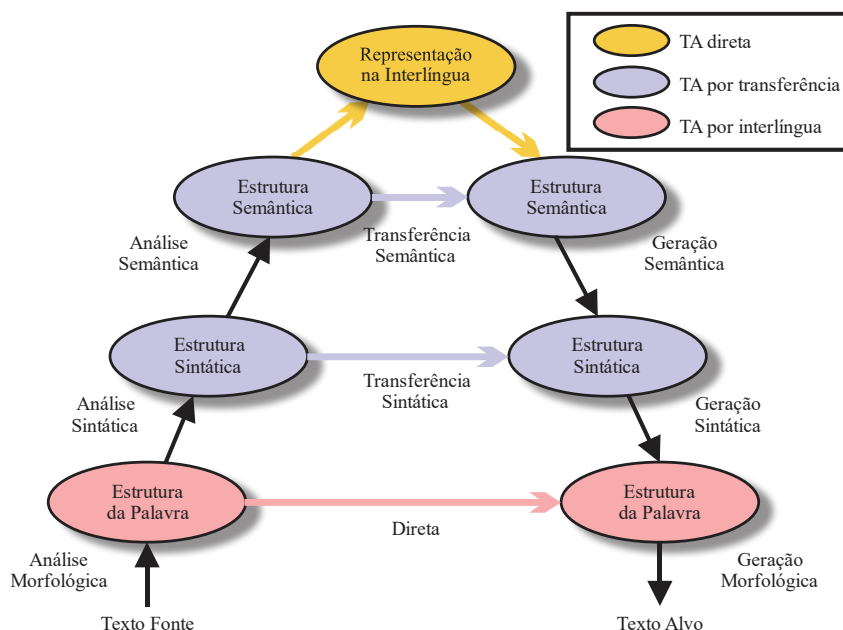 Representação
na Interlíngua
TA direta
TA por transferência
TA por interlíngua
Estrutura
Semântica
Estrutura
Semântica
Análise
Semântica
Transferência
Semântica
Geração
Semântica
Estrutura
Sintática
Estrutura
Sintática
Análise
Sintática
Transferência
Sintática
Geração
Sintática
Estrutura
da Palavra
Estrutura
da Palavra
Direta
Análise
Morfológica
Geração
Morfológica
Texto Fonte
Texto Alvo